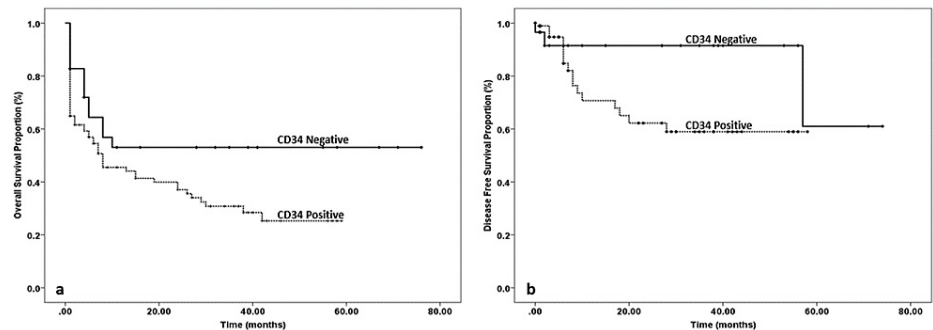 Overall Survival Proportion (%)
1.0
0.8
0.6
0.4
0.2
0.0
CD34 Negative
CD34 Positive
a
.00 20.00 40.00 60.00 80.00
Time (months)
Disease Free Survival Proportion (%)
1.0
0.8
0.6
0.4
0.2
0.0
CD34 Negative
CD34 Positive
b
.00 20.00 40.00 60.00 80.00
Time (months)